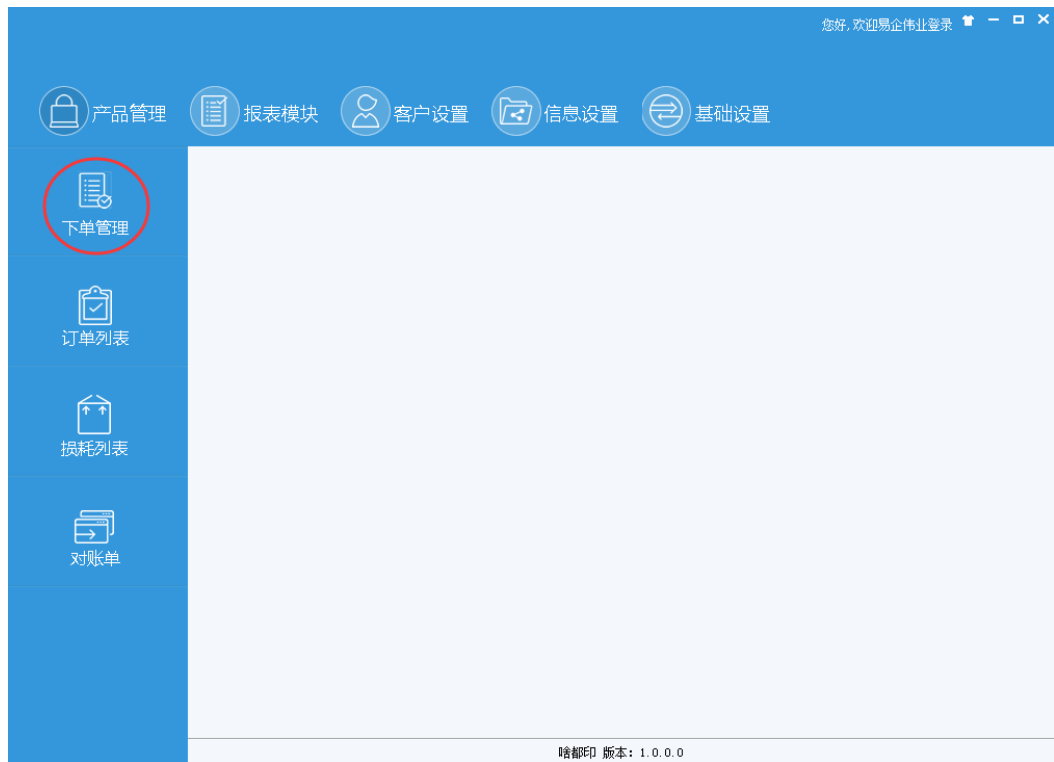 您好,欢迎易企伟业登录
产品管理 报表模块 客户设置 信息设置 基础设置
下单管理
订单列表
损耗列表
对账单
啥都印 版本: 1.0.0.0